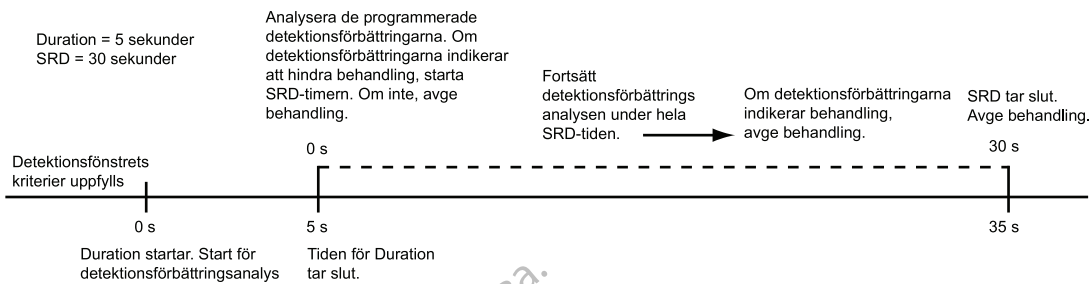 Duration = 5 sekunder
SRD = 30 sekunder
Analysera de programmerade
detektionsförbättringarna. Om
detektionsförbättringarna indikerar
att hindra behandling, starta
SRD-timern. Om inte, avge
behandling.
Fortsätt
detektionsförbättrings
analysen under hela
SRD-tiden.
Om detektionsförbättringarna
indikerar behandling,
avge behandling.
SRD tar slut.
Avge behandling.
0 s
30 s
Detektionsfönstrets
kriterier uppfylls
0 s
5 s
35 s
Duration startar. Start för
detektionsförbättringsanalys
Tiden för Duration
tar slut.